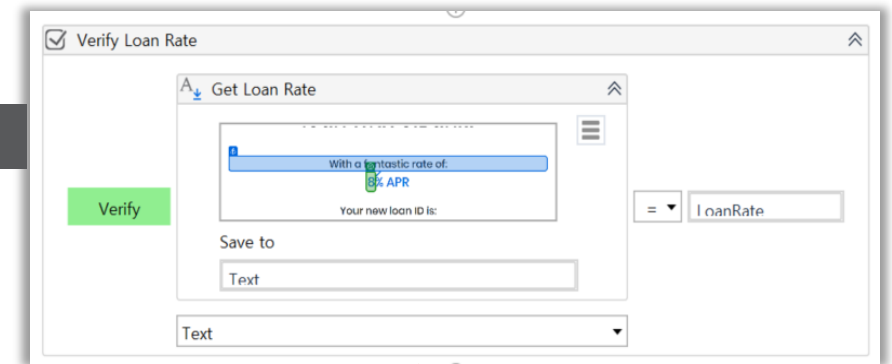 Verify Loan Rate
Get Loan Rate
With a fantastic rate of:
8% APR
Your new loan ID is:
Verify
= LoanRate
Save to
Text
Text